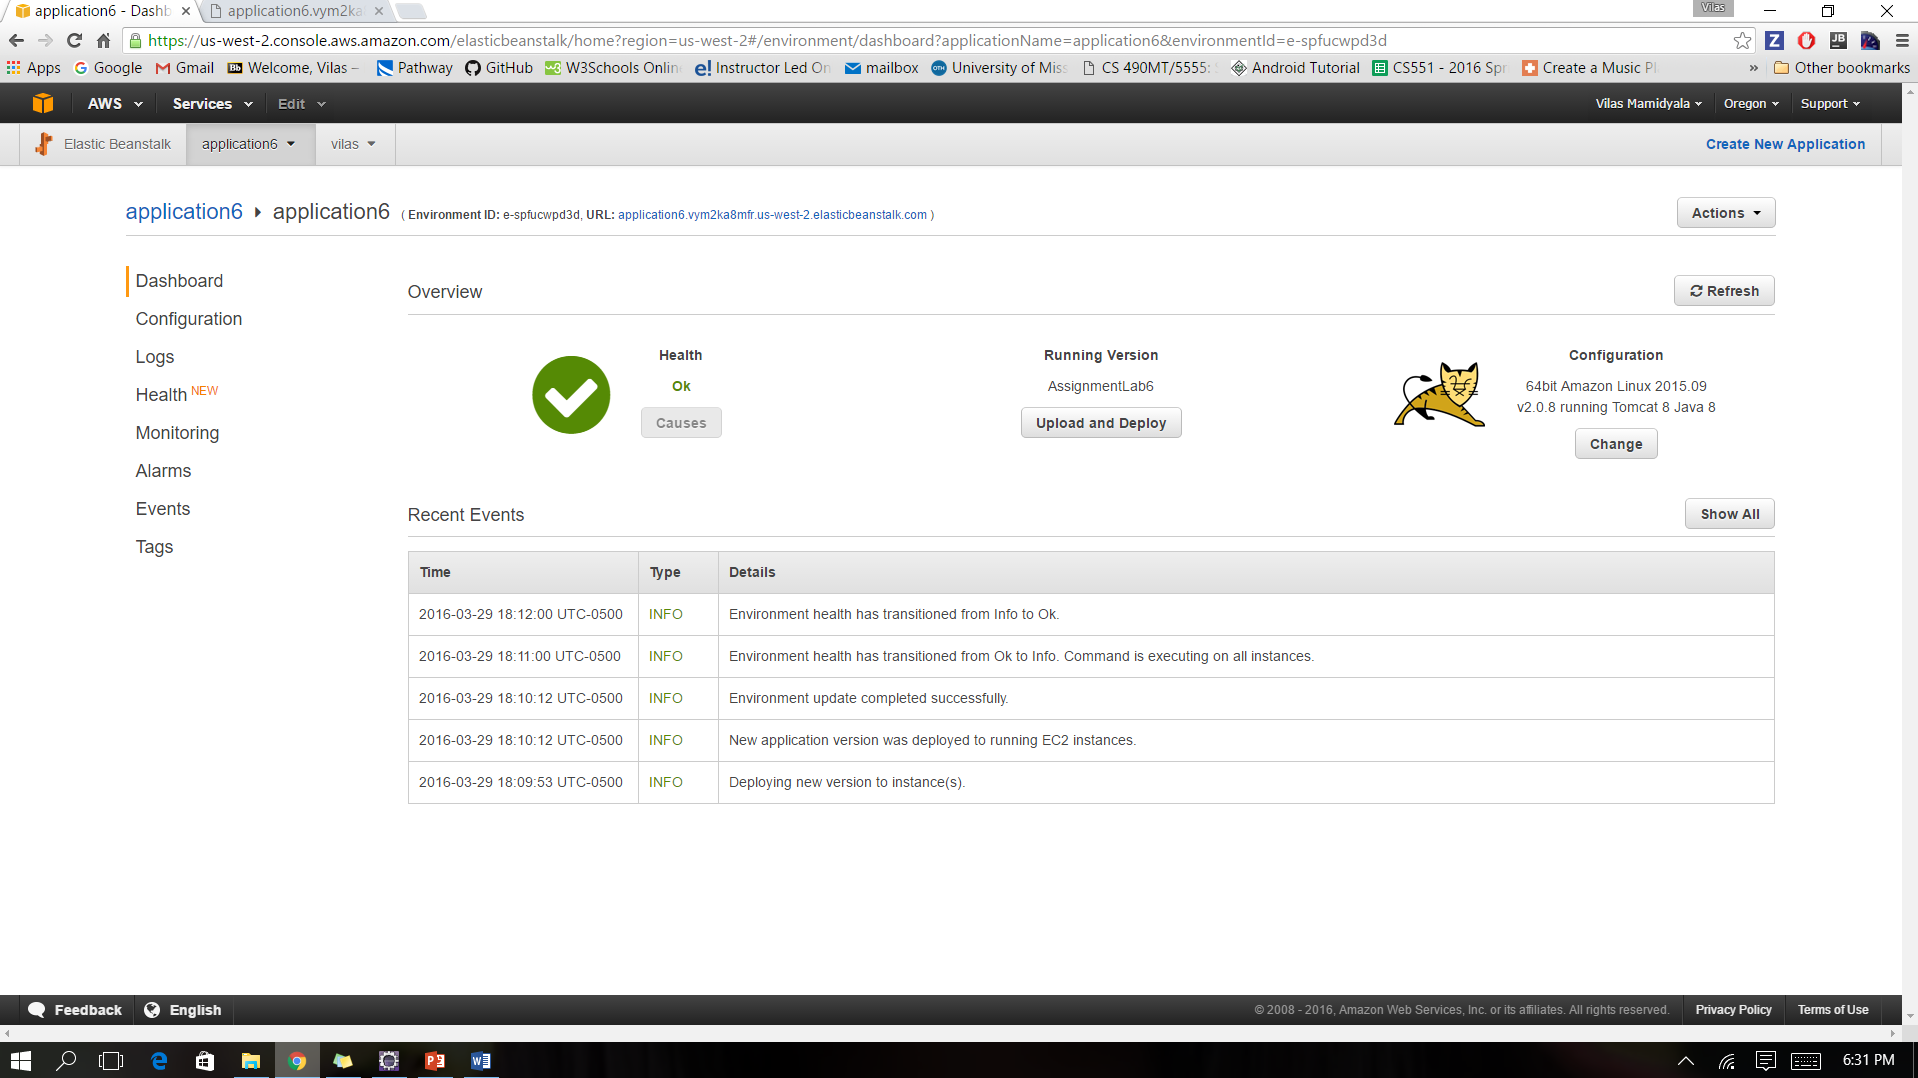 application6 - Dashb
application6.vym2ka
Vilas
https://us-west-2.console.aws.amazon.com/elasticbeanstalk/home?region=us-west-2#/environment/dashboard?applicationName=application6&environmentId=e-spfucwpd3d
Apps Google Gmail Welcome, Vilas – Pathway GitHub W3Schools Onlin Instructor Led On mailbox University of Miss CS 490MT/5555: Android Tutorial CS551 - 2016 Spr Create a Music Pl » Other bookmarks
AWS Services Edit Vilas Mamidyala Oregon Support
Elastic Beanstalk application6 vilas Create New Application
application6 application6 ( Environment ID: e-spfucwpd3d, URL: application6.vym2ka8mfr.us-west-2.elasticbeanstalk.com ) Actions
Dashboard
Configuration
Logs
Health NEW
Monitoring
Alarms
Events
Tags
Overview Refresh
Health
Ok
Causes
Running Version
AssignmentLab6
Upload and Deploy
Configuration
64bit Amazon Linux 2015.09
v2.0.8 running Tomcat 8 Java 8
Change
Recent Events Show All
Time Type Details
2016-03-29 18:12:00 UTC-0500 INFO Environment health has transitioned from Info to Ok.
2016-03-29 18:11:00 UTC-0500 INFO Environment health has transitioned from Ok to Info. Command is executing on all instances.
2016-03-29 18:10:12 UTC-0500 INFO Environment update completed successfully.
2016-03-29 18:10:12 UTC-0500 INFO New application version was deployed to running EC2 instances.
2016-03-29 18:09:53 UTC-0500 INFO Deploying new version to instance(s).
Feedback English © 2008 - 2016, Amazon Web Services, Inc. or its affiliates. All rights reserved. Privacy Policy Terms of Use
6:31 PM